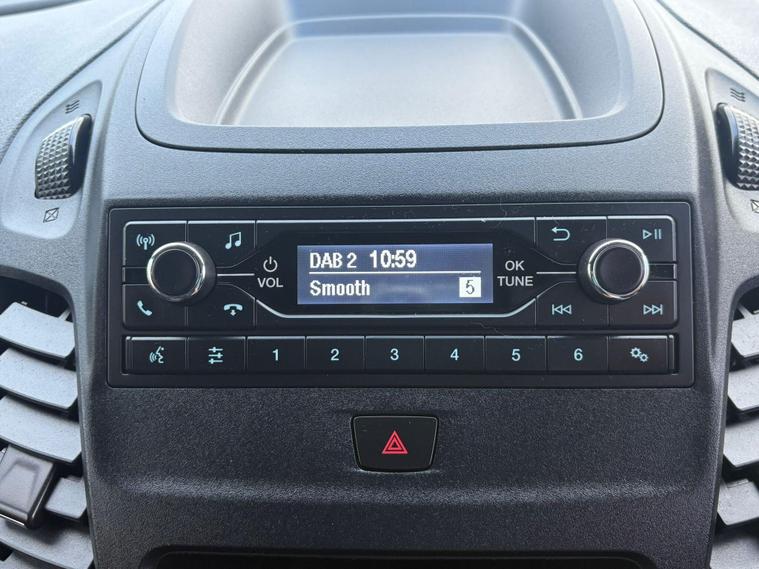 DAB 2 10:59
Smooth 5
VOL
OK
TUNE
1 2 3 4 5 6